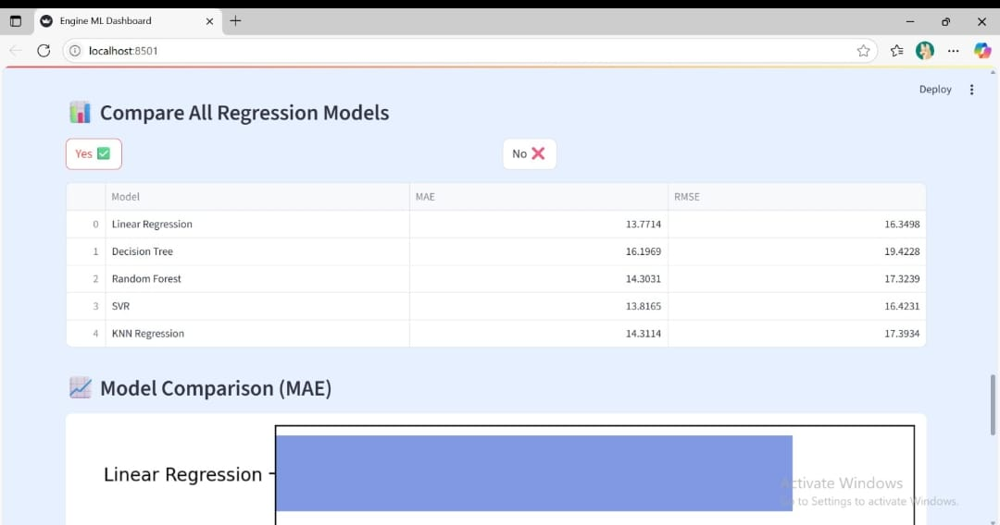 Engine ML Dashboard
localhost:8501
Deploy
Compare All Regression Models
Yes ✅ No ❌
Model MAE RMSE
0 Linear Regression 13.7714 16.3498
1 Decision Tree 16.1969 19.4228
2 Random Forest 14.3031 17.3239
3 SVR 13.8165 16.4231
4 KNN Regression 14.3114 17.3934
Model Comparison (MAE)
Linear Regression
Activate Windows
Go to Settings to activate Windows.